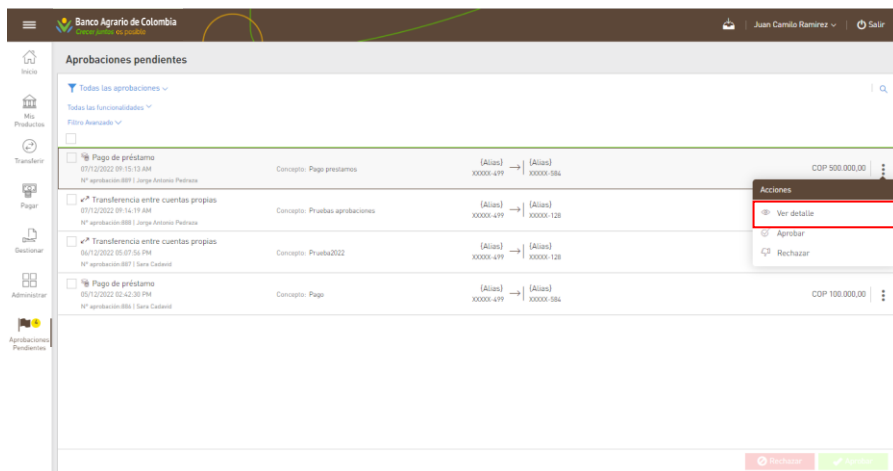 Banco Agrario de Colombia
Crecer juntos es posible
Juan Camilo Ramirez
Salir
Inicio
Mis
Productos
Transferir
Pagar
Gestionar
Administrar
Aprobaciones
Pendientes
Aprobaciones pendientes
Todas las aprobaciones
Todas las funcionalidades
Filtro Avanzado
Pago de préstamo
07/12/2022 09:15:13 AM
Nº aprobación:889 | Jorge Antonio Pedraza
Concepto: Pago prestamos
{Alias} {Alias}
XXXXX-499 XXXXX-584
COP 500.000,00
Transferencia entre cuentas propias
07/12/2022 09:14:19 AM
Nº aprobación:888 | Jorge Antonio Pedraza
Concepto: Pruebas aprobaciones
{Alias} {Alias}
XXXXX-499 XXXXX-128
Transferencia entre cuentas propias
06/12/2022 05:07:56 PM
Nº aprobación:887 | Sara Cadavid
Concepto: Prueba2022
{Alias} {Alias}
XXXXX-499 XXXXX-128
Pago de préstamo
05/12/2022 02:42:30 PM
Nº aprobación:886 | Sara Cadavid
Concepto: Pago
{Alias} {Alias}
XXXXX-499 XXXXX-584
COP 100.000,00
Acciones
Ver detalle
Aprobar
Rechazar
Rechazar